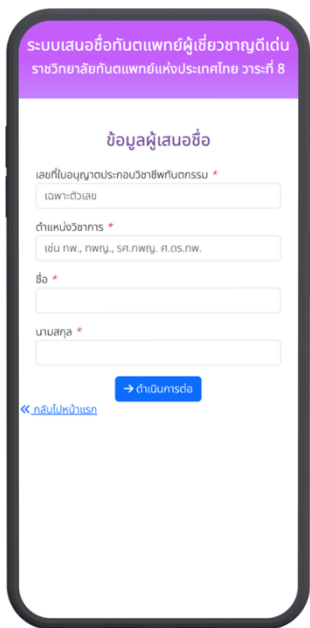 ระบบเสนอชื่อทันตแพทย์ผู้เชี่ยวชาญดีเด่น
ราชวิทยาลัยทันตแพทย์แห่งประเทศไทย วาระที่ 8
ข้อมูลผู้เสนอชื่อ
เลขที่ใบอนุญาตประกอบวิชาชีพทันตกรรม *
เฉพาะตัวเลข
ตำแหน่งวิชาการ *
เช่น ทพ., ทพญ., รศ.ทพญ. ศ.ดร.ทพ.
ชื่อ *
นามสกุล *
→ ดำเนินการต่อ
« กลับไปหน้าแรก